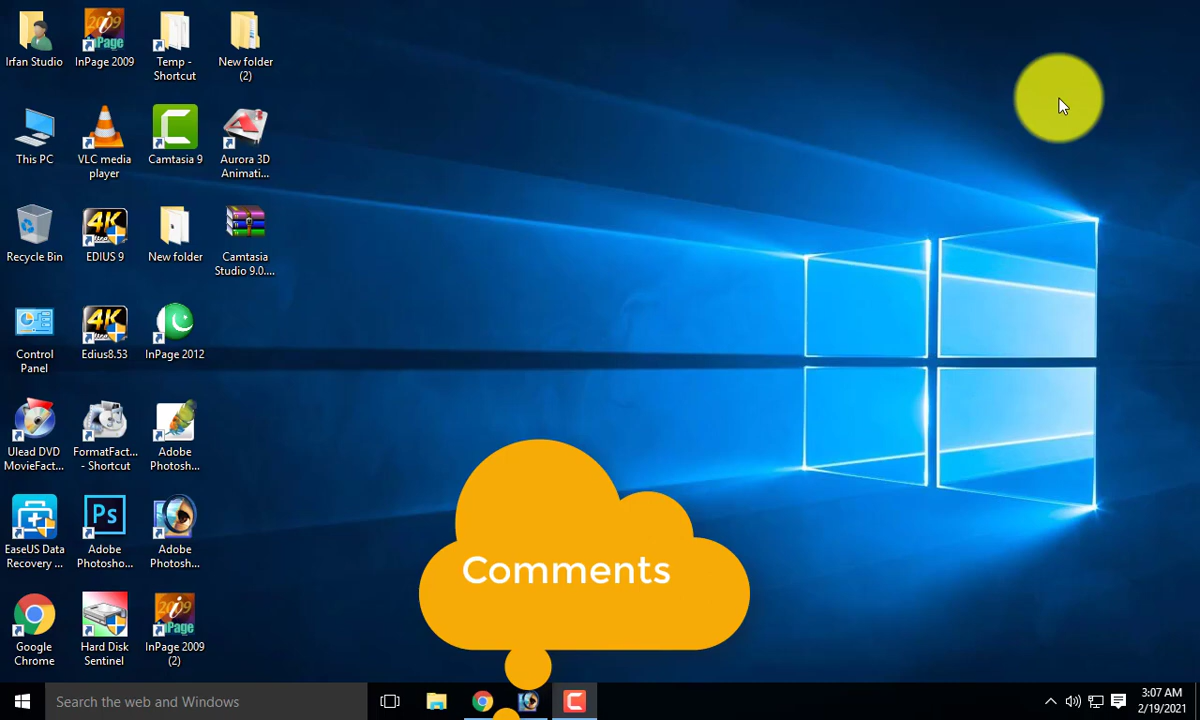 Irfan Studio
InPage 2009
Temp -
Shortcut
New folder
(2)
This PC
VLC media
player
Camtasia 9
Aurora 3D
Animati...
Recycle Bin
EDIUS 9
New folder
Camtasia
Studio 9.0....
Control
Panel
Edius8.53
InPage 2012
Ulead DVD
MovieFact...
FormatFact...
- Shortcut
Adobe
Photosh...
EaseUS Data
Recovery ...
Adobe
Photosho...
Adobe
Photosh...
Google
Chrome
Hard Disk
Sentinel
InPage 2009
(2)
Comments
Search the web and Windows
3:07 AM
2/19/2021